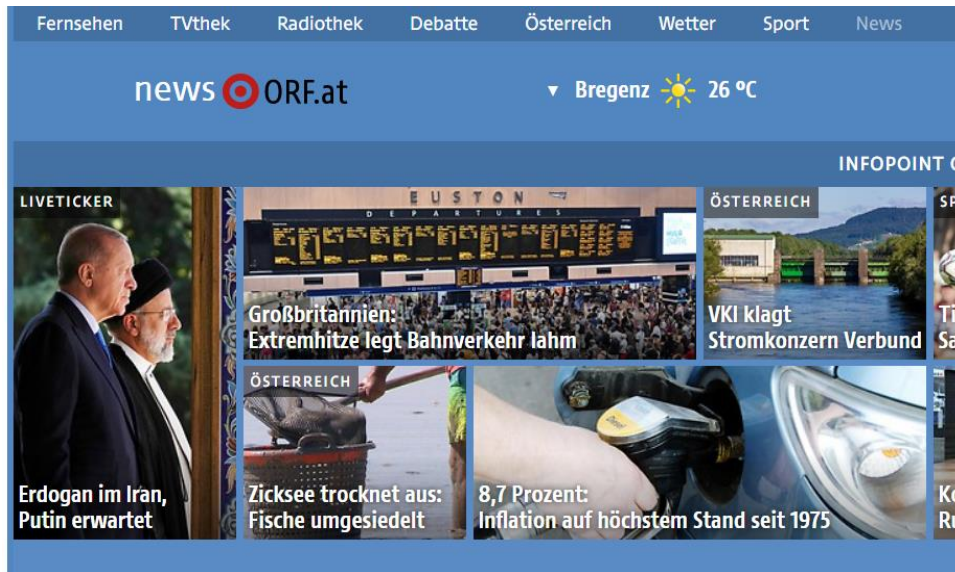 Fernsehen TVthek Radiothek Debatte Österreich Wetter Sport News
news ORF.at ▼ Bregenz 26 °C
INFOPOINT
LIVETICKER
Erdogan im Iran,
Putin erwartet
EUSTON
DEPARTURES
Großbritannien:
Extremhitze legt Bahnverkehr lahm
ÖSTERREICH
VKI klagt
Stromkonzern Verbund
ÖSTERREICH
Zicksee trocknet aus:
Fische umgesiedelt
Diesel
8,7 Prozent:
Inflation auf höchstem Stand seit 1975